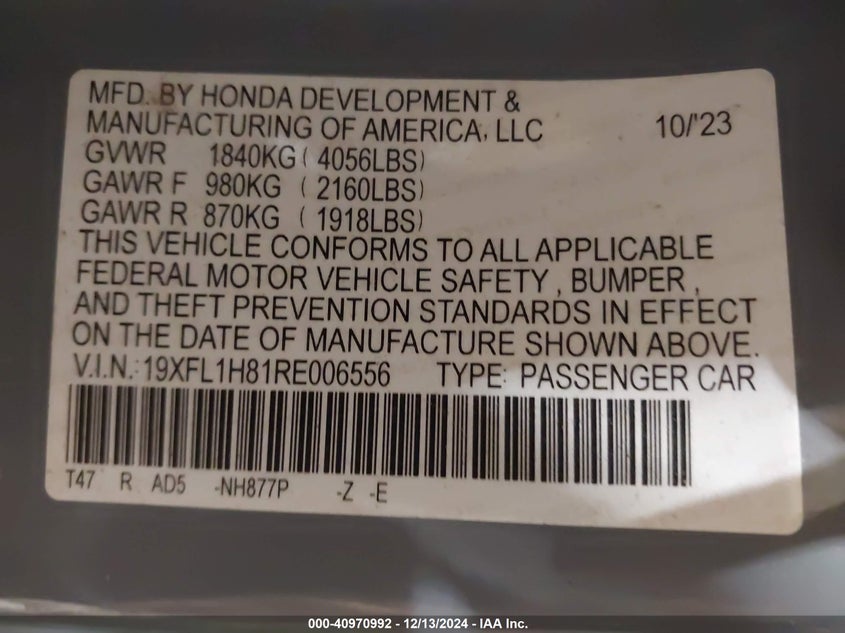 MFD. BY HONDA DEVELOPMENT &
MANUFACTURING OF AMERICA, LLC 10/'23
GVWR 1840KG ( 4056LBS)
GAWR F 980KG ( 2160LBS)
GAWR R 870KG ( 1918LBS)
THIS VEHICLE CONFORMS TO ALL APPLICABLE
FEDERAL MOTOR VEHICLE SAFETY , BUMPER ,
AND THEFT PREVENTION STANDARDS IN EFFECT
ON THE DATE OF MANUFACTURE SHOWN ABOVE.
V.I.N.:19XFL1H81RE006556 TYPE: PASSENGER CAR
T47 R AD5 -NH877P -Z -E
000-40970992 - 12/13/2024 - IAA Inc.